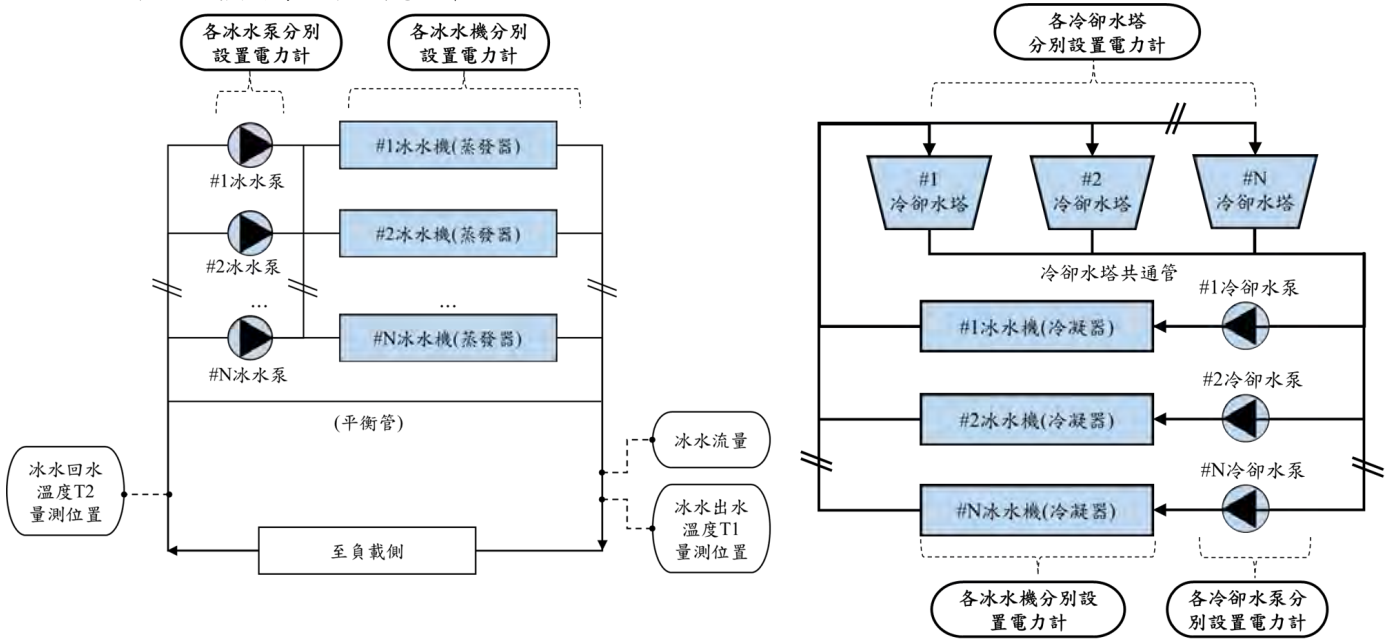 各冰水泵分別
設置電力計
各冰水機分別
設置電力計
#1冰水機(蒸發器)
#1冰水泵
#2冰水機(蒸發器)
#2冰水泵
...
...
#N冰水機(蒸發器)
#N冰水泵
(平衡管)
冰水流量
冰水回水
溫度T2
量測位置
冰水出水
溫度T1
量測位置
至負載側
各冷卻水塔
分別設置電力計
#1
冷卻水塔
#2
冷卻水塔
#N
冷卻水塔
冷卻水塔共通管
#1冷卻水泵
#1冰水機(冷凝器)
#2冷卻水泵
#2冰水機(冷凝器)
#N冷卻水泵
#N冰水機(冷凝器)
各冰水機分別設
置電力計
各冷卻水泵分
別設置電力計